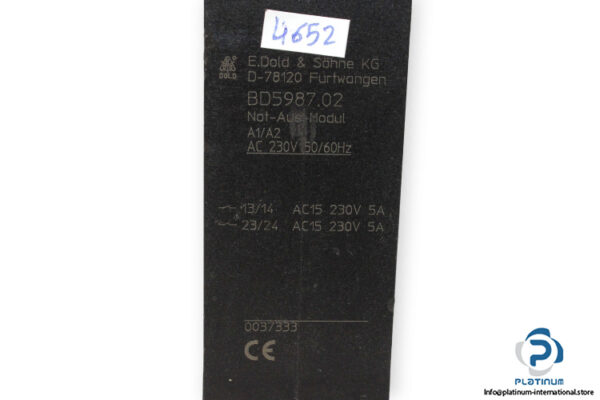 4652
E.Dold & Söhne KG
D-78120 Furtwangen
DOLD
BD5987.02
Not-Aus-Modul
A1/A2
AC 230V 50/60Hz
13/14 AC15 230V 5A
23/24 AC15 230V 5A
0037333
CE
PLATINUM
Info@platinum-international.store